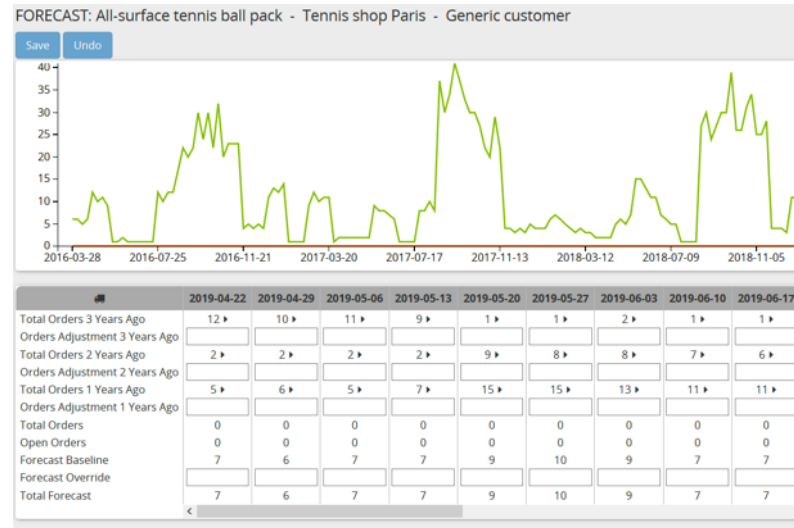 FORECAST: All-surface tennis ball pack - Tennis shop Paris - Generic customer
Save Undo
40
35
30
25
20
15
10
5
0
2016-03-28 2016-07-25 2016-11-21 2017-03-20 2017-07-17 2017-11-13 2018-03-12 2018-07-09 2018-11-05
2019-04-22 2019-04-29 2019-05-06 2019-05-13 2019-05-20 2019-05-27 2019-06-03 2019-06-10 2019-06-17
Total Orders 3 Years Ago 12 10 11 9 1 1 2 1 1
Orders Adjustment 3 Years Ago
Total Orders 2 Years Ago 2 2 2 2 9 8 8 7 6
Orders Adjustment 2 Years Ago
Total Orders 1 Years Ago 5 6 5 7 15 15 13 11 11
Orders Adjustment 1 Years Ago
Total Orders 0 0 0 0 0 0 0 0 0
Open Orders 0 0 0 0 0 0 0 0 0
Forecast Baseline 7 6 7 7 9 10 9 7 7
Forecast Override
Total Forecast 7 6 7 7 9 10 9 7 7